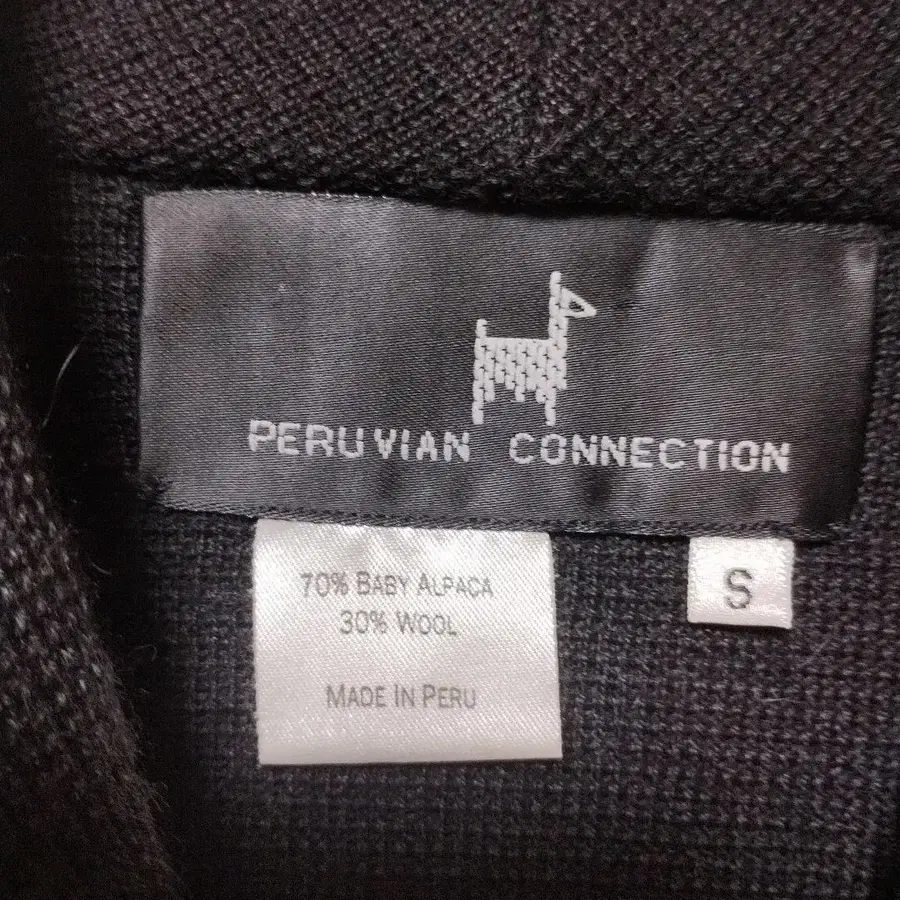 PERUVIAN CONNECTION
70% BABY ALPACA
30% WOOL
MADE IN PERU
S